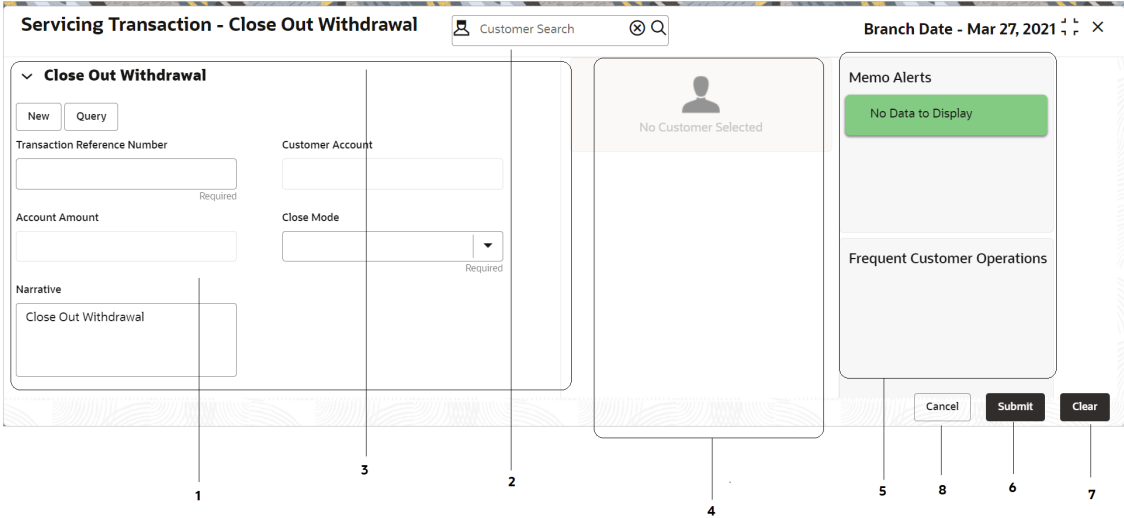 Servicing Transaction - Close Out Withdrawal
Customer Search
Branch Date - Mar 27, 2021
Close Out Withdrawal
New
Query
Transaction Reference Number
Customer Account
Required
Account Amount
Close Mode
Required
Narrative
Close Out Withdrawal
No Customer Selected
Memo Alerts
No Data to Display
Frequent Customer Operations
Cancel
Submit
Clear
1
3
2
4
5
8
6
7